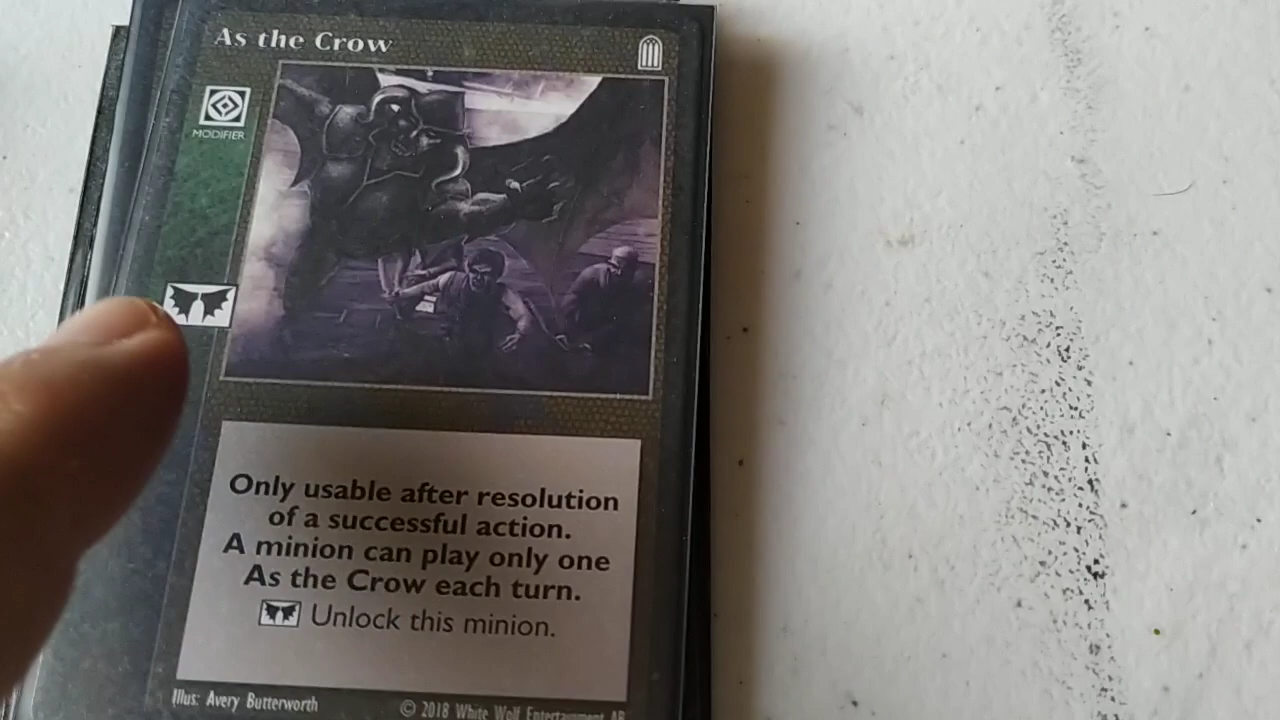 As the Crow
MODIFIER
Only usable after resolution
of a successful action.
A minion can play only one
As the Crow each turn.
Unlock this minion.
Illus: Avery Butterworth
© 2018 White Wolf Entertainment AB